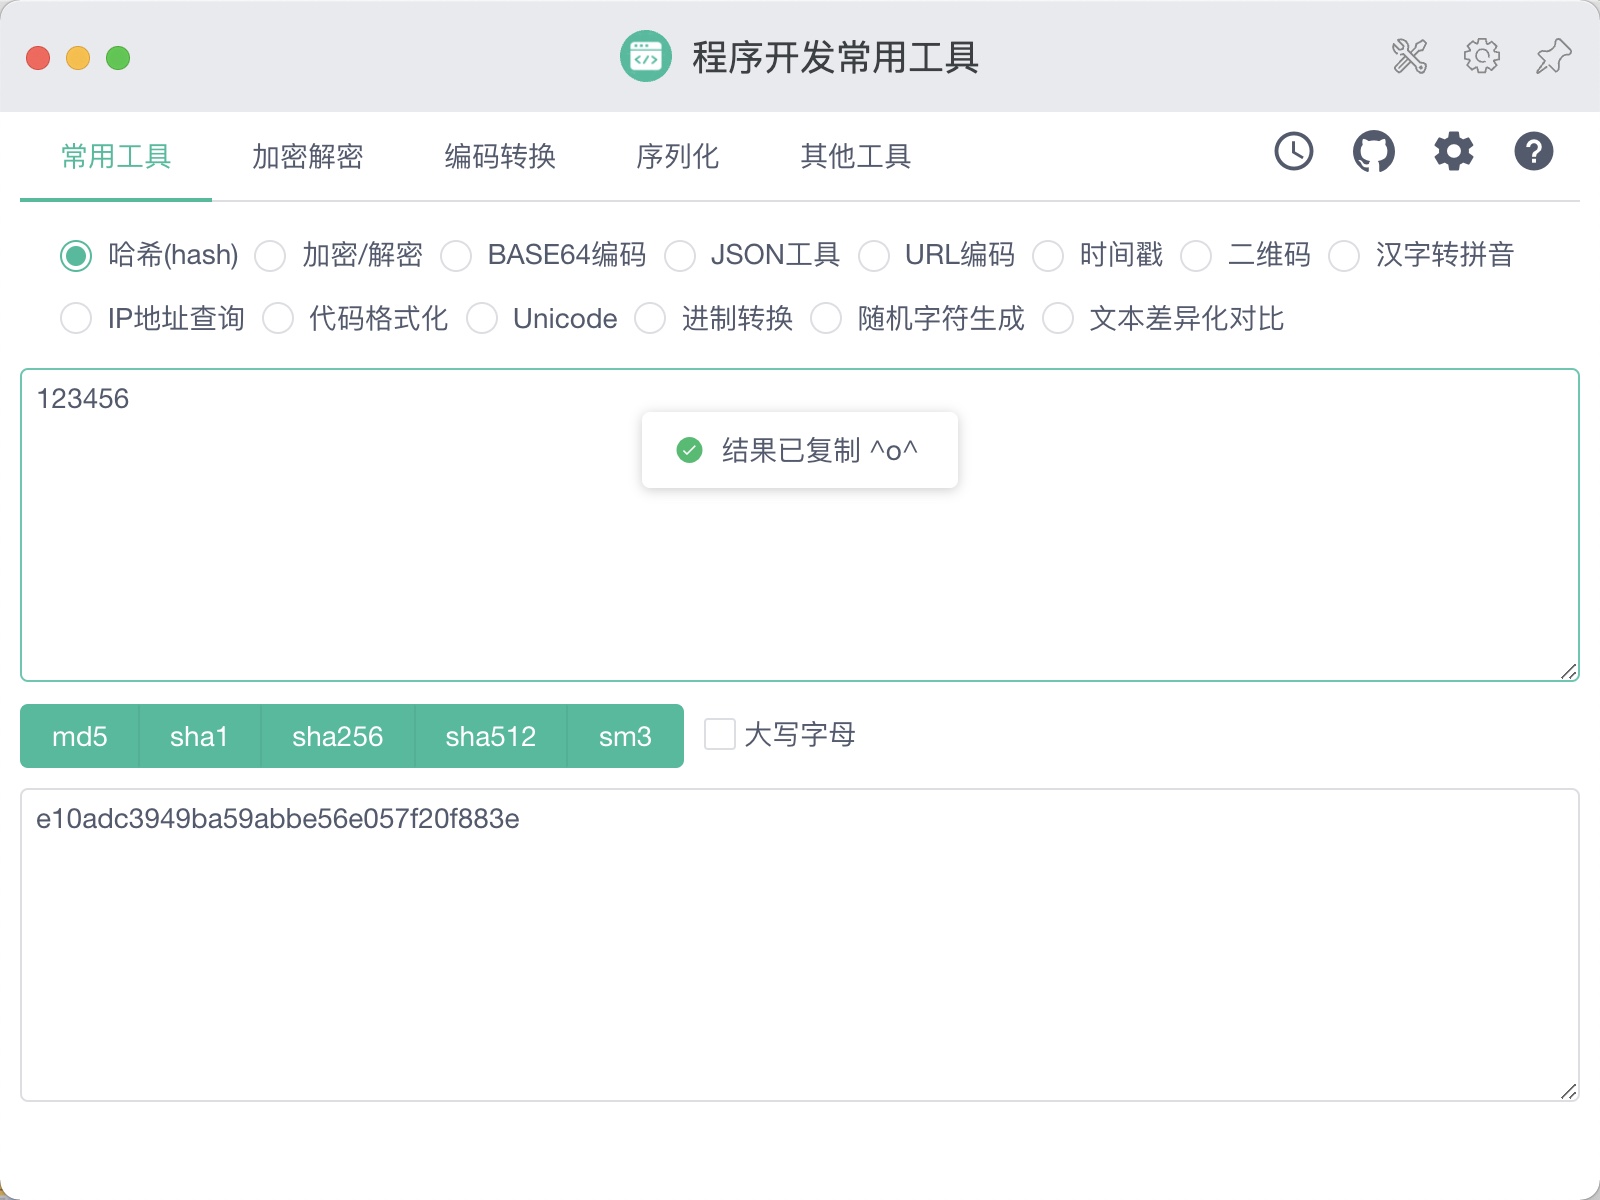 程序开发常用工具
常用工具 加密解密 编码转换 序列化 其他工具
哈希(hash) 加密/解密 BASE64编码 JSON工具 URL编码 时间戳 二维码 汉字转拼音
IP地址查询 代码格式化 Unicode 进制转换 随机字符生成 文本差异化对比
123456
结果已复制 ^o^
md5 sha1 sha256 sha512 sm3 大写字母
e10adc3949ba59abbe56e057f20f883e